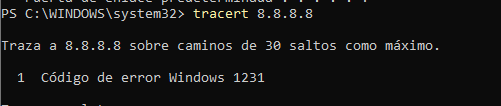 PS C:\WINDOWS\system32> tracert 8.8.8.8
Traza a 8.8.8.8 sobre caminos de 30 saltos como máximo.
1 Código de error Windows 1231